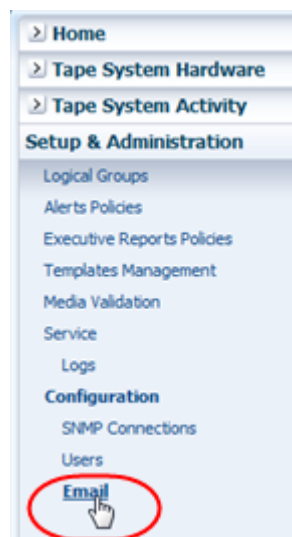 Home
Tape System Hardware
Tape System Activity
Setup & Administration
Logical Groups
Alerts Policies
Executive Reports Policies
Templates Management
Media Validation
Service
Logs
Configuration
SNMP Connections
Users
Email